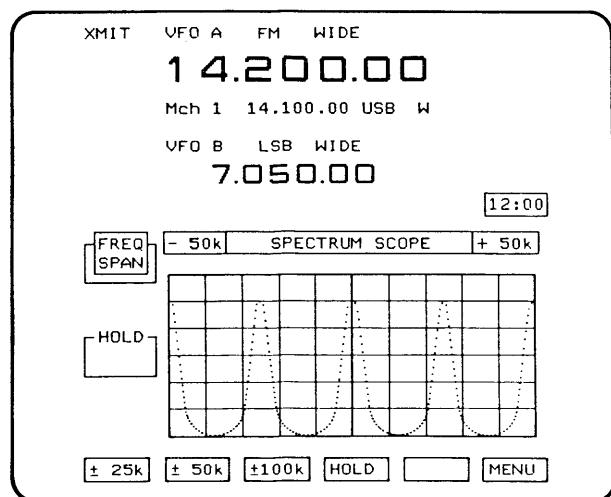 XMIT VFO A FM WIDE
14.200.00
Mch 1 14.100.00 USB W
VFO B LSB WIDE
7.050.00
12:00
FREQ SPAN
- 50k SPECTRUM SCOPE + 50k
HOLD
± 25k ± 50k ±100k HOLD MENU